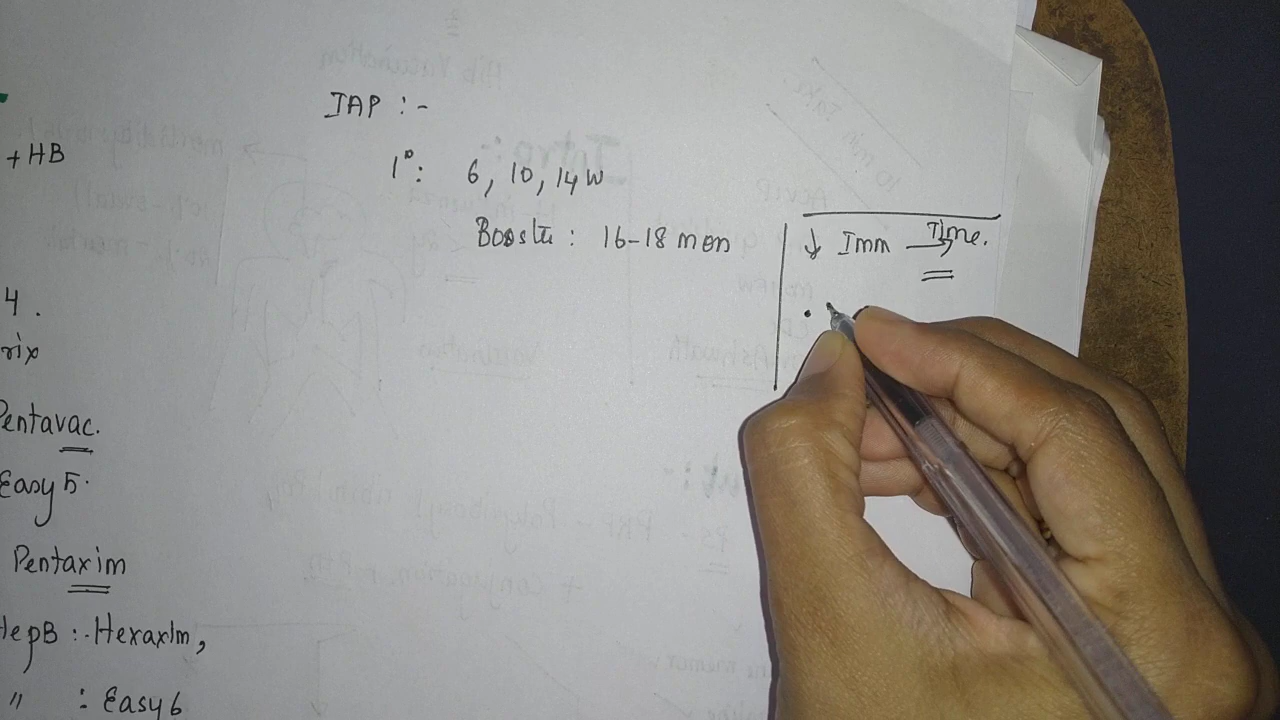 +HB
4.
rix
Pentavac.
Easy 5.
Pentaxim
HepB :- Hexaxim,
" : Easy 6
IAP :-
1° : 6, 10, 14 W
Booster : 16-18 mon
↓ Imm → Time.